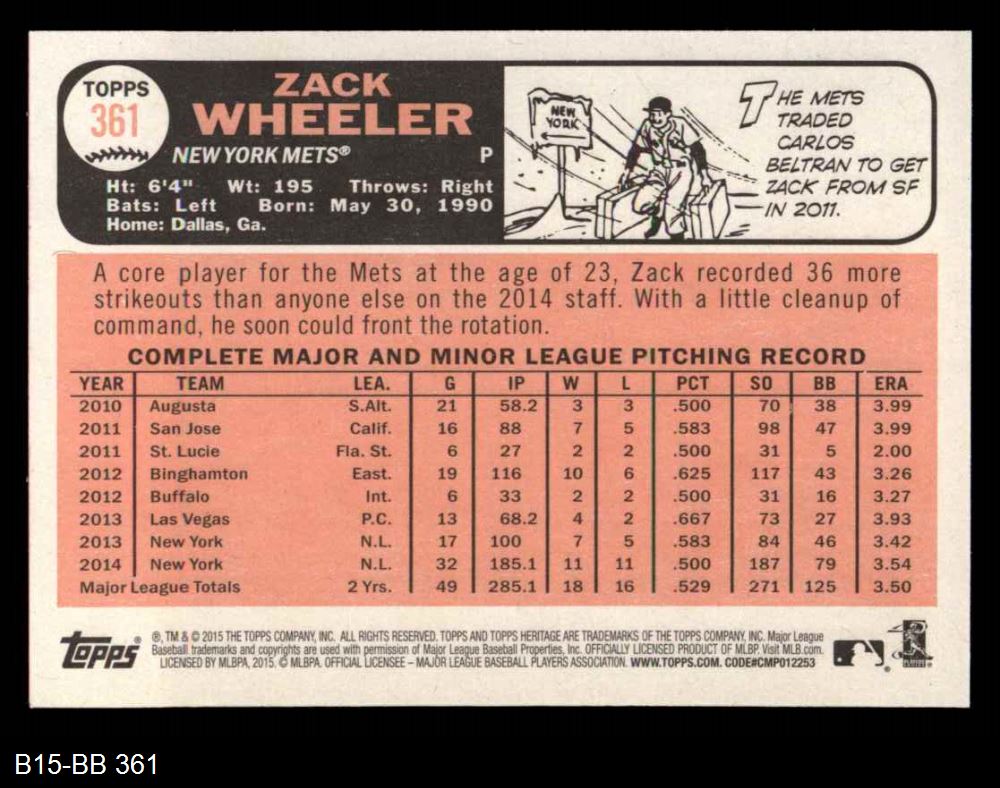 TOPPS
361
ZACK
WHEELER
NEW YORK METS®
P
Ht: 6'4" Wt: 195 Throws: Right
Bats: Left Born: May 30, 1990
Home: Dallas, Ga.
NEW
YORK
THE METS
TRADED
CARLOS
BELTRAN TO GET
ZACK FROM SF
IN 2011.
A core player for the Mets at the age of 23, Zack recorded 36 more
strikeouts than anyone else on the 2014 staff. With a little cleanup of
command, he soon could front the rotation.
COMPLETE MAJOR AND MINOR LEAGUE PITCHING RECORD
YEAR TEAM LEA. G IP W L PCT SO BB ERA
2010 Augusta S.Alt. 21 58.2 3 3 .500 70 38 3.99
2011 San Jose Calif. 16 88 7 5 .583 98 47 3.99
2011 St. Lucie Fla. St. 6 27 2 2 .500 31 5 2.00
2012 Binghamton East. 19 116 10 6 .625 117 43 3.26
2012 Buffalo Int. 6 33 2 2 .500 31 16 3.27
2013 Las Vegas P.C. 13 68.2 4 2 .667 73 27 3.93
2013 New York N.L. 17 100 7 5 .583 84 46 3.42
2014 New York N.L. 32 185.1 11 11 .500 187 79 3.54
Major League Totals 2 Yrs. 49 285.1 18 16 .529 271 125 3.50
topps®
®, TM & © 2015 THE TOPPS COMPANY, INC. ALL RIGHTS RESERVED. TOPPS AND TOPPS HERITAGE ARE TRADEMARKS OF THE TOPPS COMPANY, INC. Major League
Baseball trademarks and copyrights are used with permission of Major League Baseball Properties, Inc. OFFICIALLY LICENSED PRODUCT OF MLBP. Visit MLB.com.
LICENSED BY MLBPA, 2015. © MLBPA. OFFICIAL LICENSEE – MAJOR LEAGUE BASEBALL PLAYERS ASSOCIATION. WWW.TOPPS.COM. CODE#CMP012253
B15-BB 361